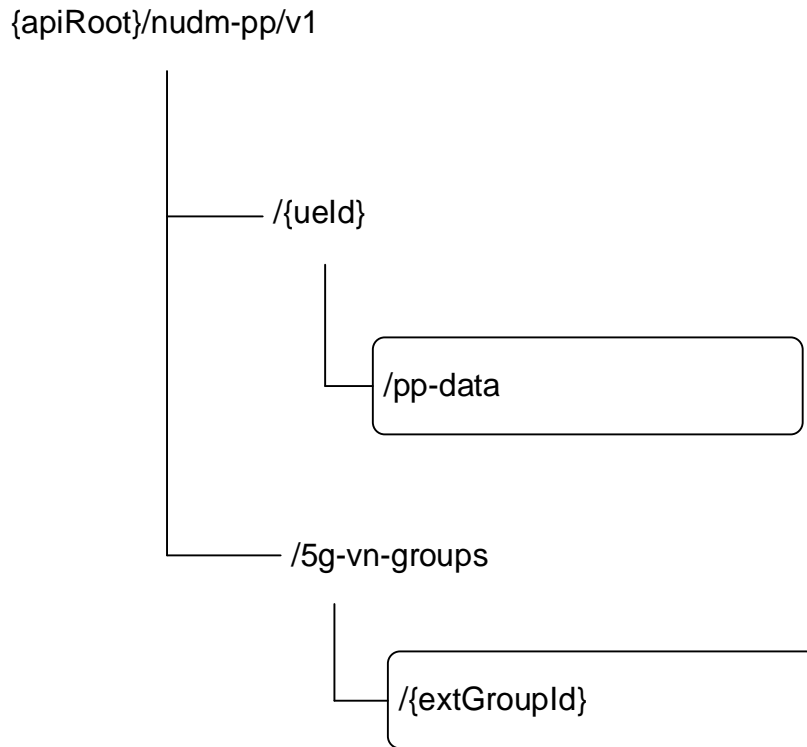 {apiRoot}/nudm-pp/v1
/{ueId}
/pp-data
/5g-vn-groups
/{extGroupId}